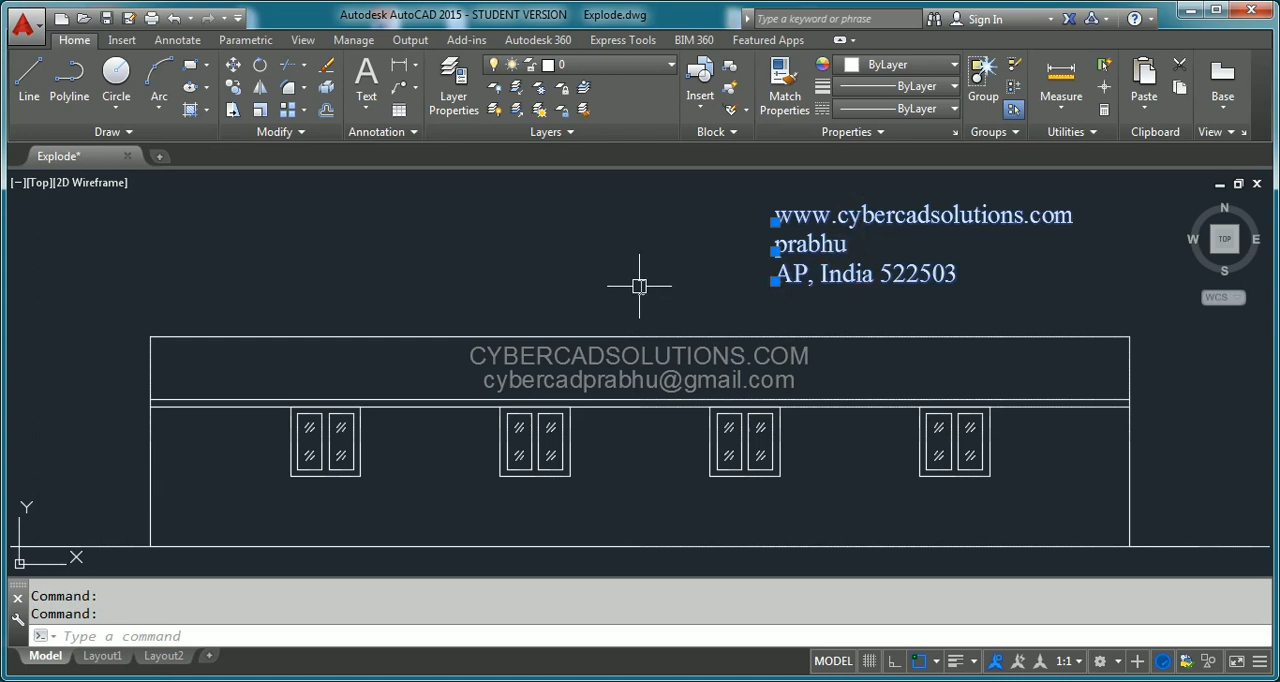 Autodesk AutoCAD 2015 - STUDENT VERSION Explode.dwg
Type a keyword or phrase
Sign In
Home Insert Annotate Parametric View Manage Output Add-ins Autodesk 360 Express Tools BIM 360 Featured Apps
Line Polyline Circle Arc
Text
Layer Properties
0
Insert
Match Properties
ByLayer
ByLayer
ByLayer
Group
Measure
Paste
Base
Draw Modify Annotation Layers Block Properties Groups Utilities Clipboard View
Explode*
[−][Top][2D Wireframe]
www.cybercadsolutions.com
prabhu
AP, India 522503
N
W TOP E
S
WCS
CYBERCADSOLUTIONS.COM
cybercadprabhu@gmail.com
Y
X
Command:
Command:
Type a command
Model Layout1 Layout2
MODEL 1:1